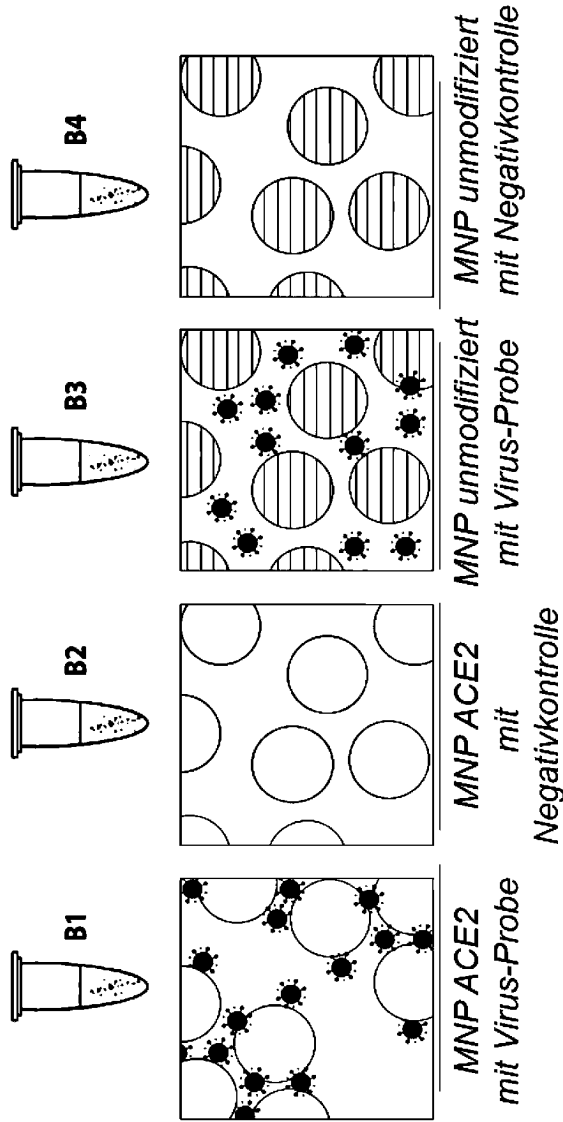 B1
MNP ACE2
mit Virus-Probe
B2
MNP ACE2
mit
Negativkontrolle
B3
MNP unmodifiziert
mit Virus-Probe
B4
MNP unmodifiziert
mit Negativkontrolle